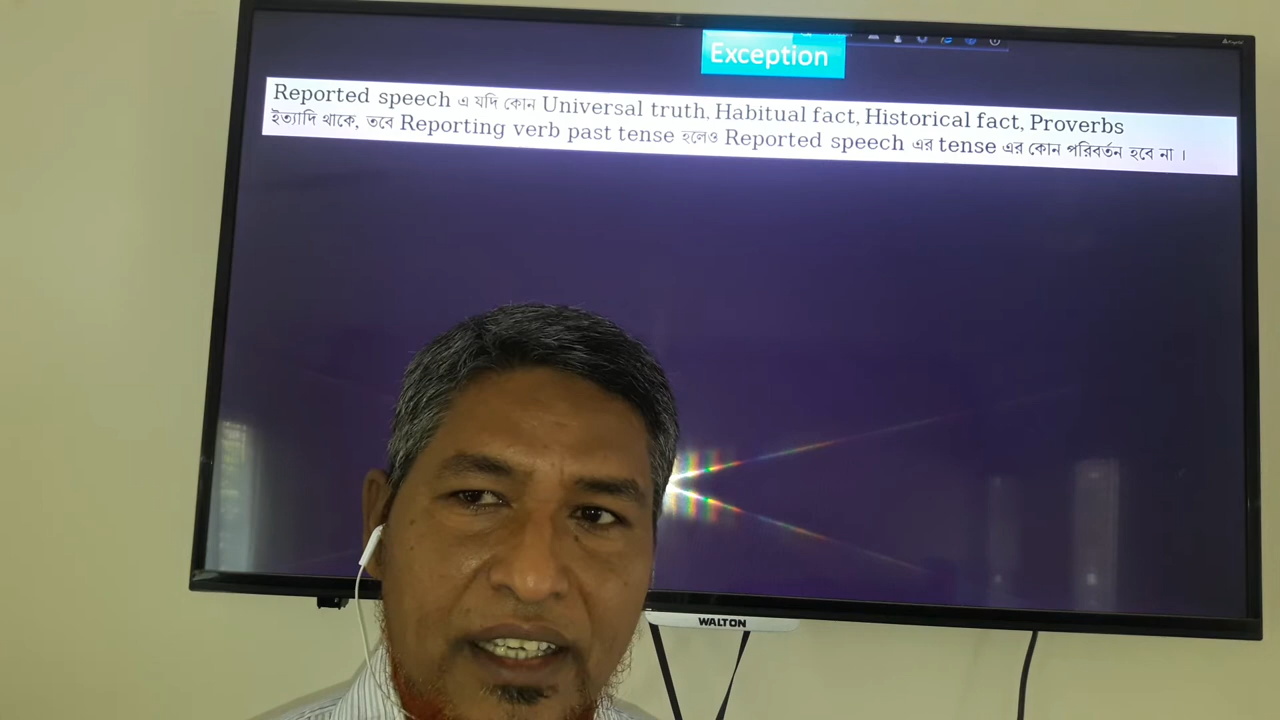 Exception
Reported speech এ যদি কোন Universal truth, Habitual fact, Historical fact, Proverbs
ইত্যাদি থাকে, তবে Reporting verb past tense হলেও Reported speech এর tense এর কোন পরিবর্তন হবে না ।
WALTON